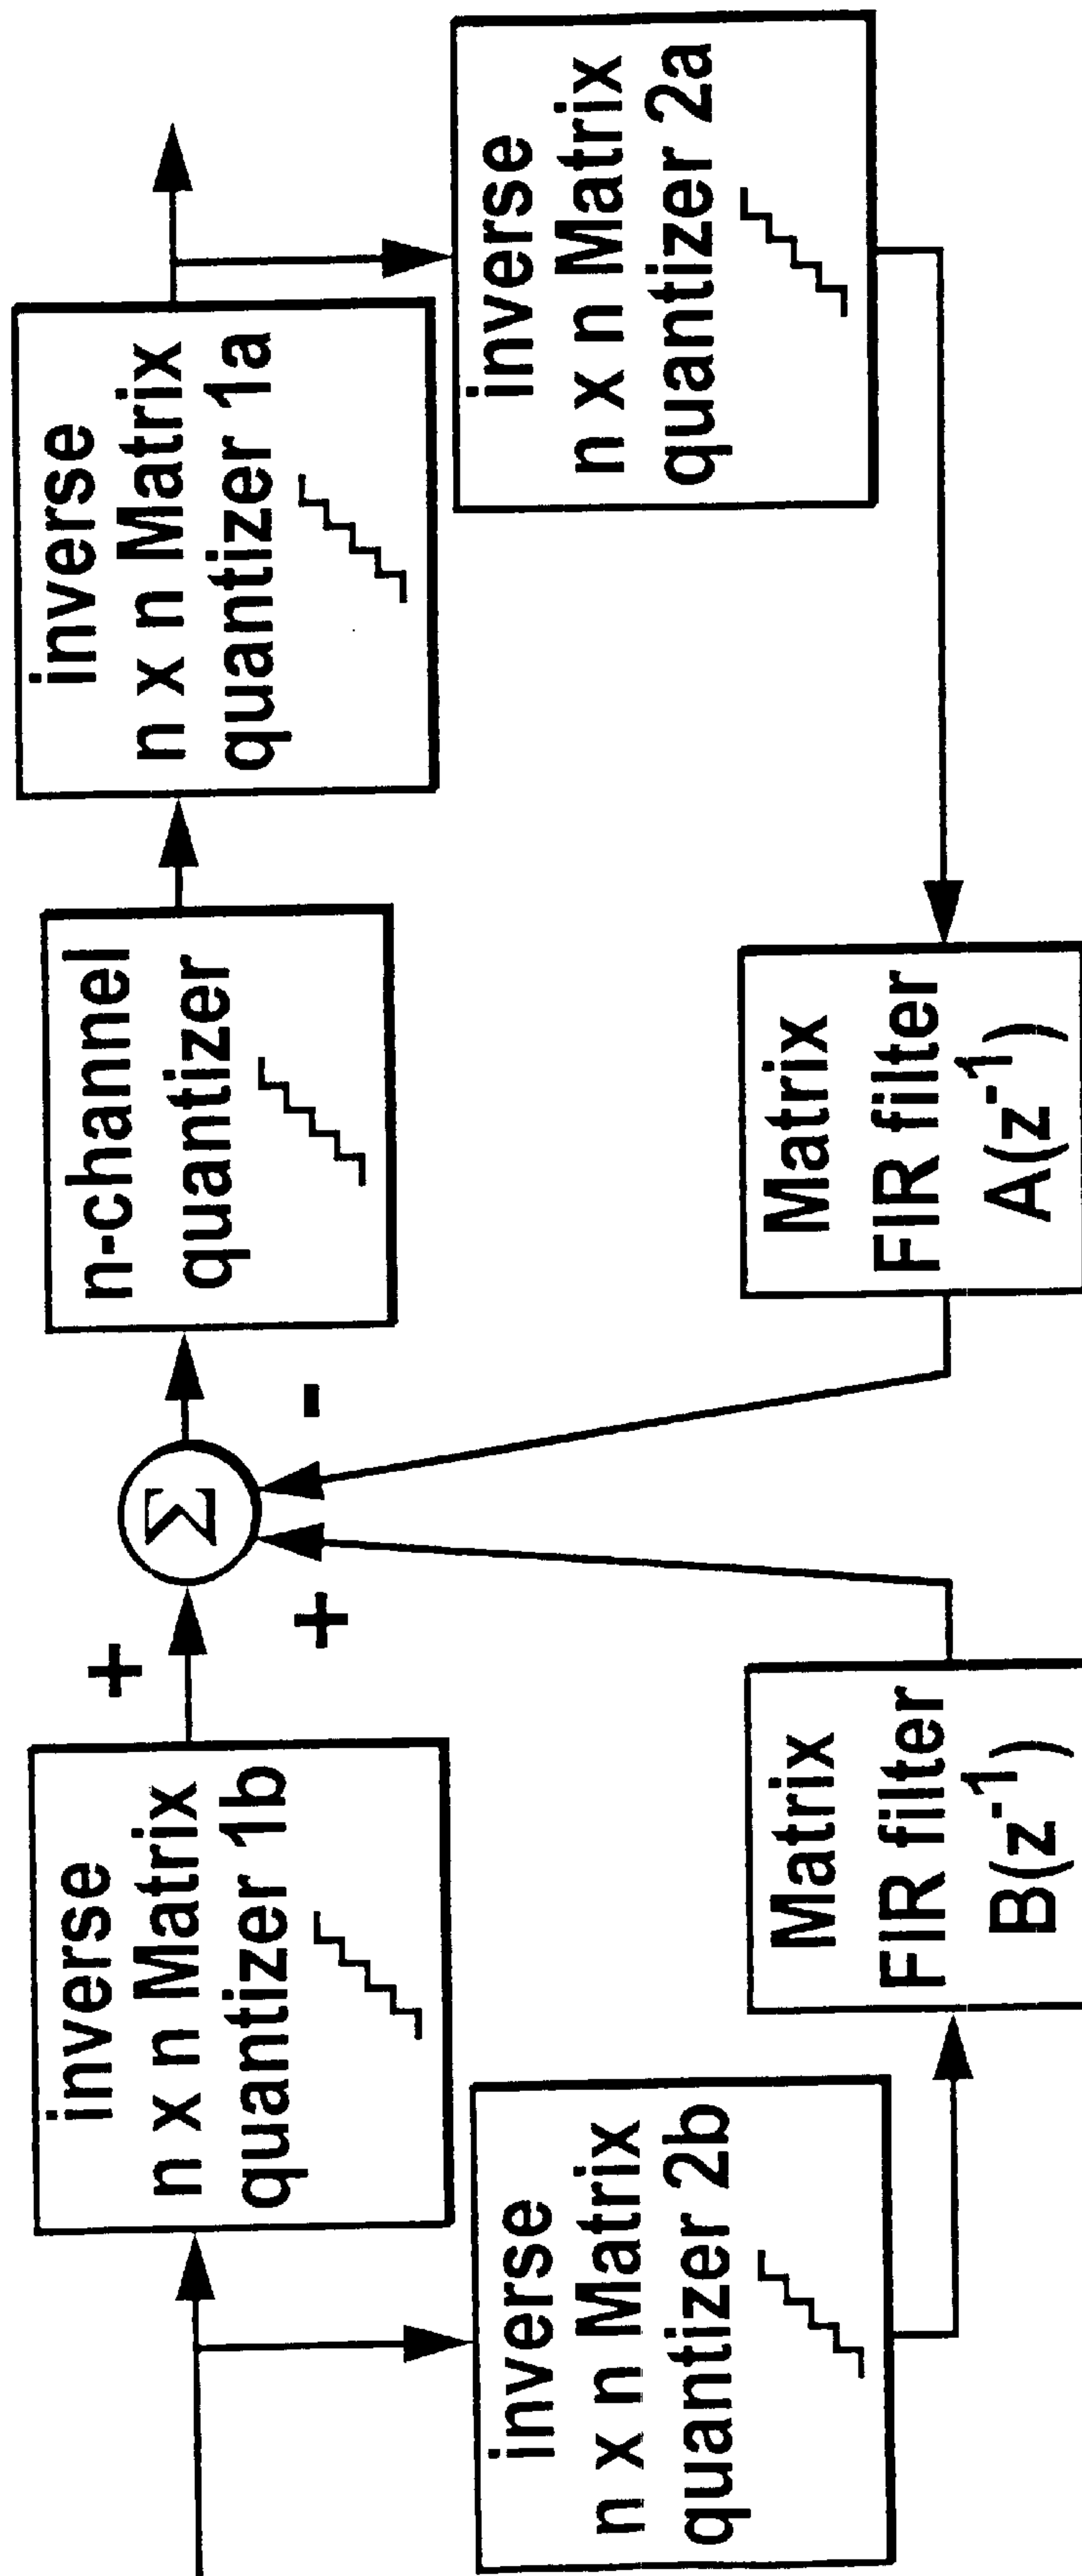 inverse
n x n Matrix
quantizer 1b
+
Σ
+
-
n-channel
quantizer
inverse
n x n Matrix
quantizer 1a
inverse
n x n Matrix
quantizer 2b
Matrix
FIR filter
B(z⁻¹)
Matrix
FIR filter
A(z⁻¹)
inverse
n x n Matrix
quantizer 2a